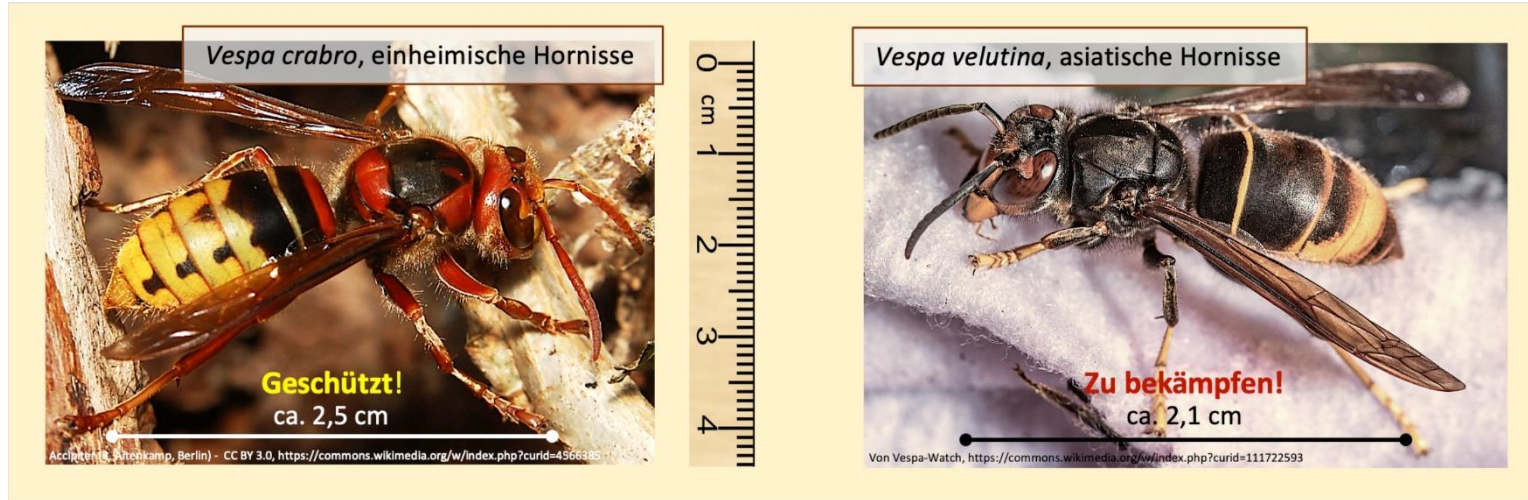 Vespa crabro, einheimische Hornisse
Geschützt!
ca. 2,5 cm
Accipiter (R. Altenkamp, Berlin) - CC BY 3.0, https://commons.wikimedia.org/w/index.php?curid=4566385
0
cm
1
2
3
4
Vespa velutina, asiatische Hornisse
Zu bekämpfen!
ca. 2,1 cm
Von Vespa-Watch, https://commons.wikimedia.org/w/index.php?curid=111722593